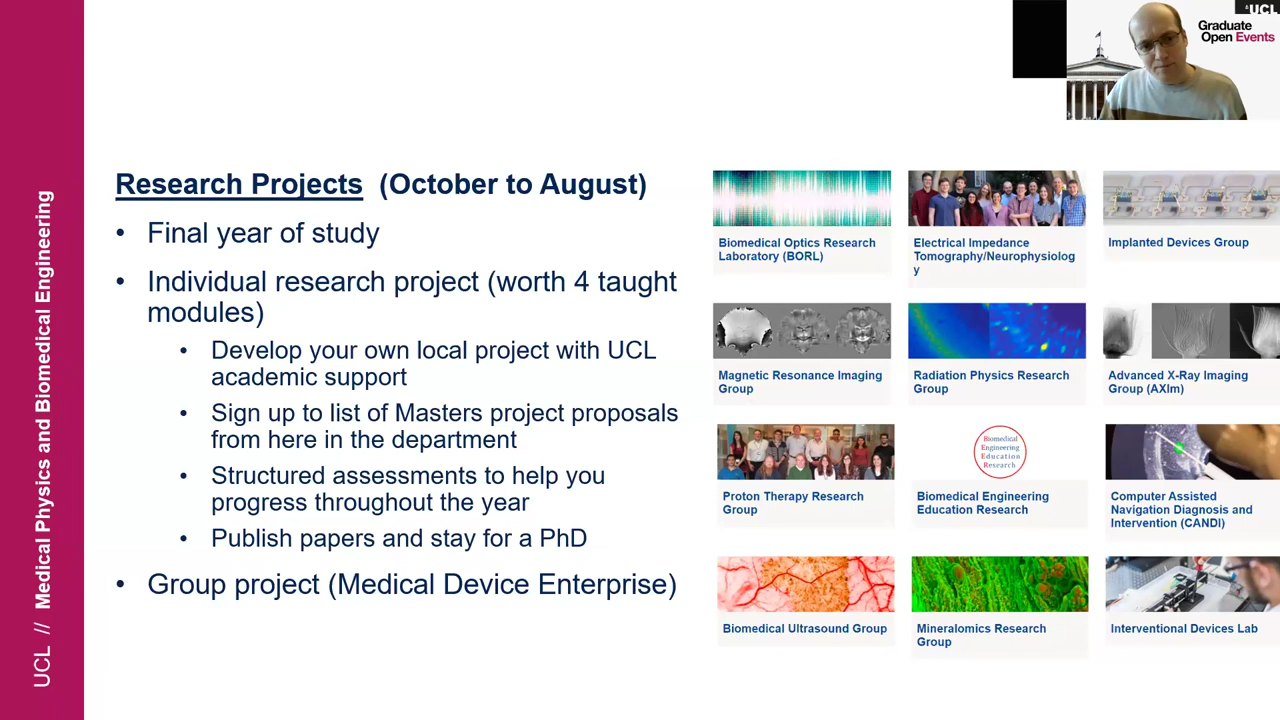 UCL
Graduate
Open Events
UCL // Medical Physics and Biomedical Engineering
Research Projects (October to August)
• Final year of study
• Individual research project (worth 4 taught
modules)
• Develop your own local project with UCL
academic support
• Sign up to list of Masters project proposals
from here in the department
• Structured assessments to help you
progress throughout the year
• Publish papers and stay for a PhD
• Group project (Medical Device Enterprise)
Biomedical Optics Research
Laboratory (BORL)
Electrical Impedance
Tomography/Neurophysiolog
y
Implanted Devices Group
Magnetic Resonance Imaging
Group
Radiation Physics Research
Group
Advanced X-Ray Imaging
Group (AXIm)
Proton Therapy Research
Group
Biomedical
Engineering
Education
Research
Biomedical Engineering
Education Research
Computer Assisted
Navigation Diagnosis and
Intervention (CANDI)
Biomedical Ultrasound Group
Mineralomics Research
Group
Interventional Devices Lab